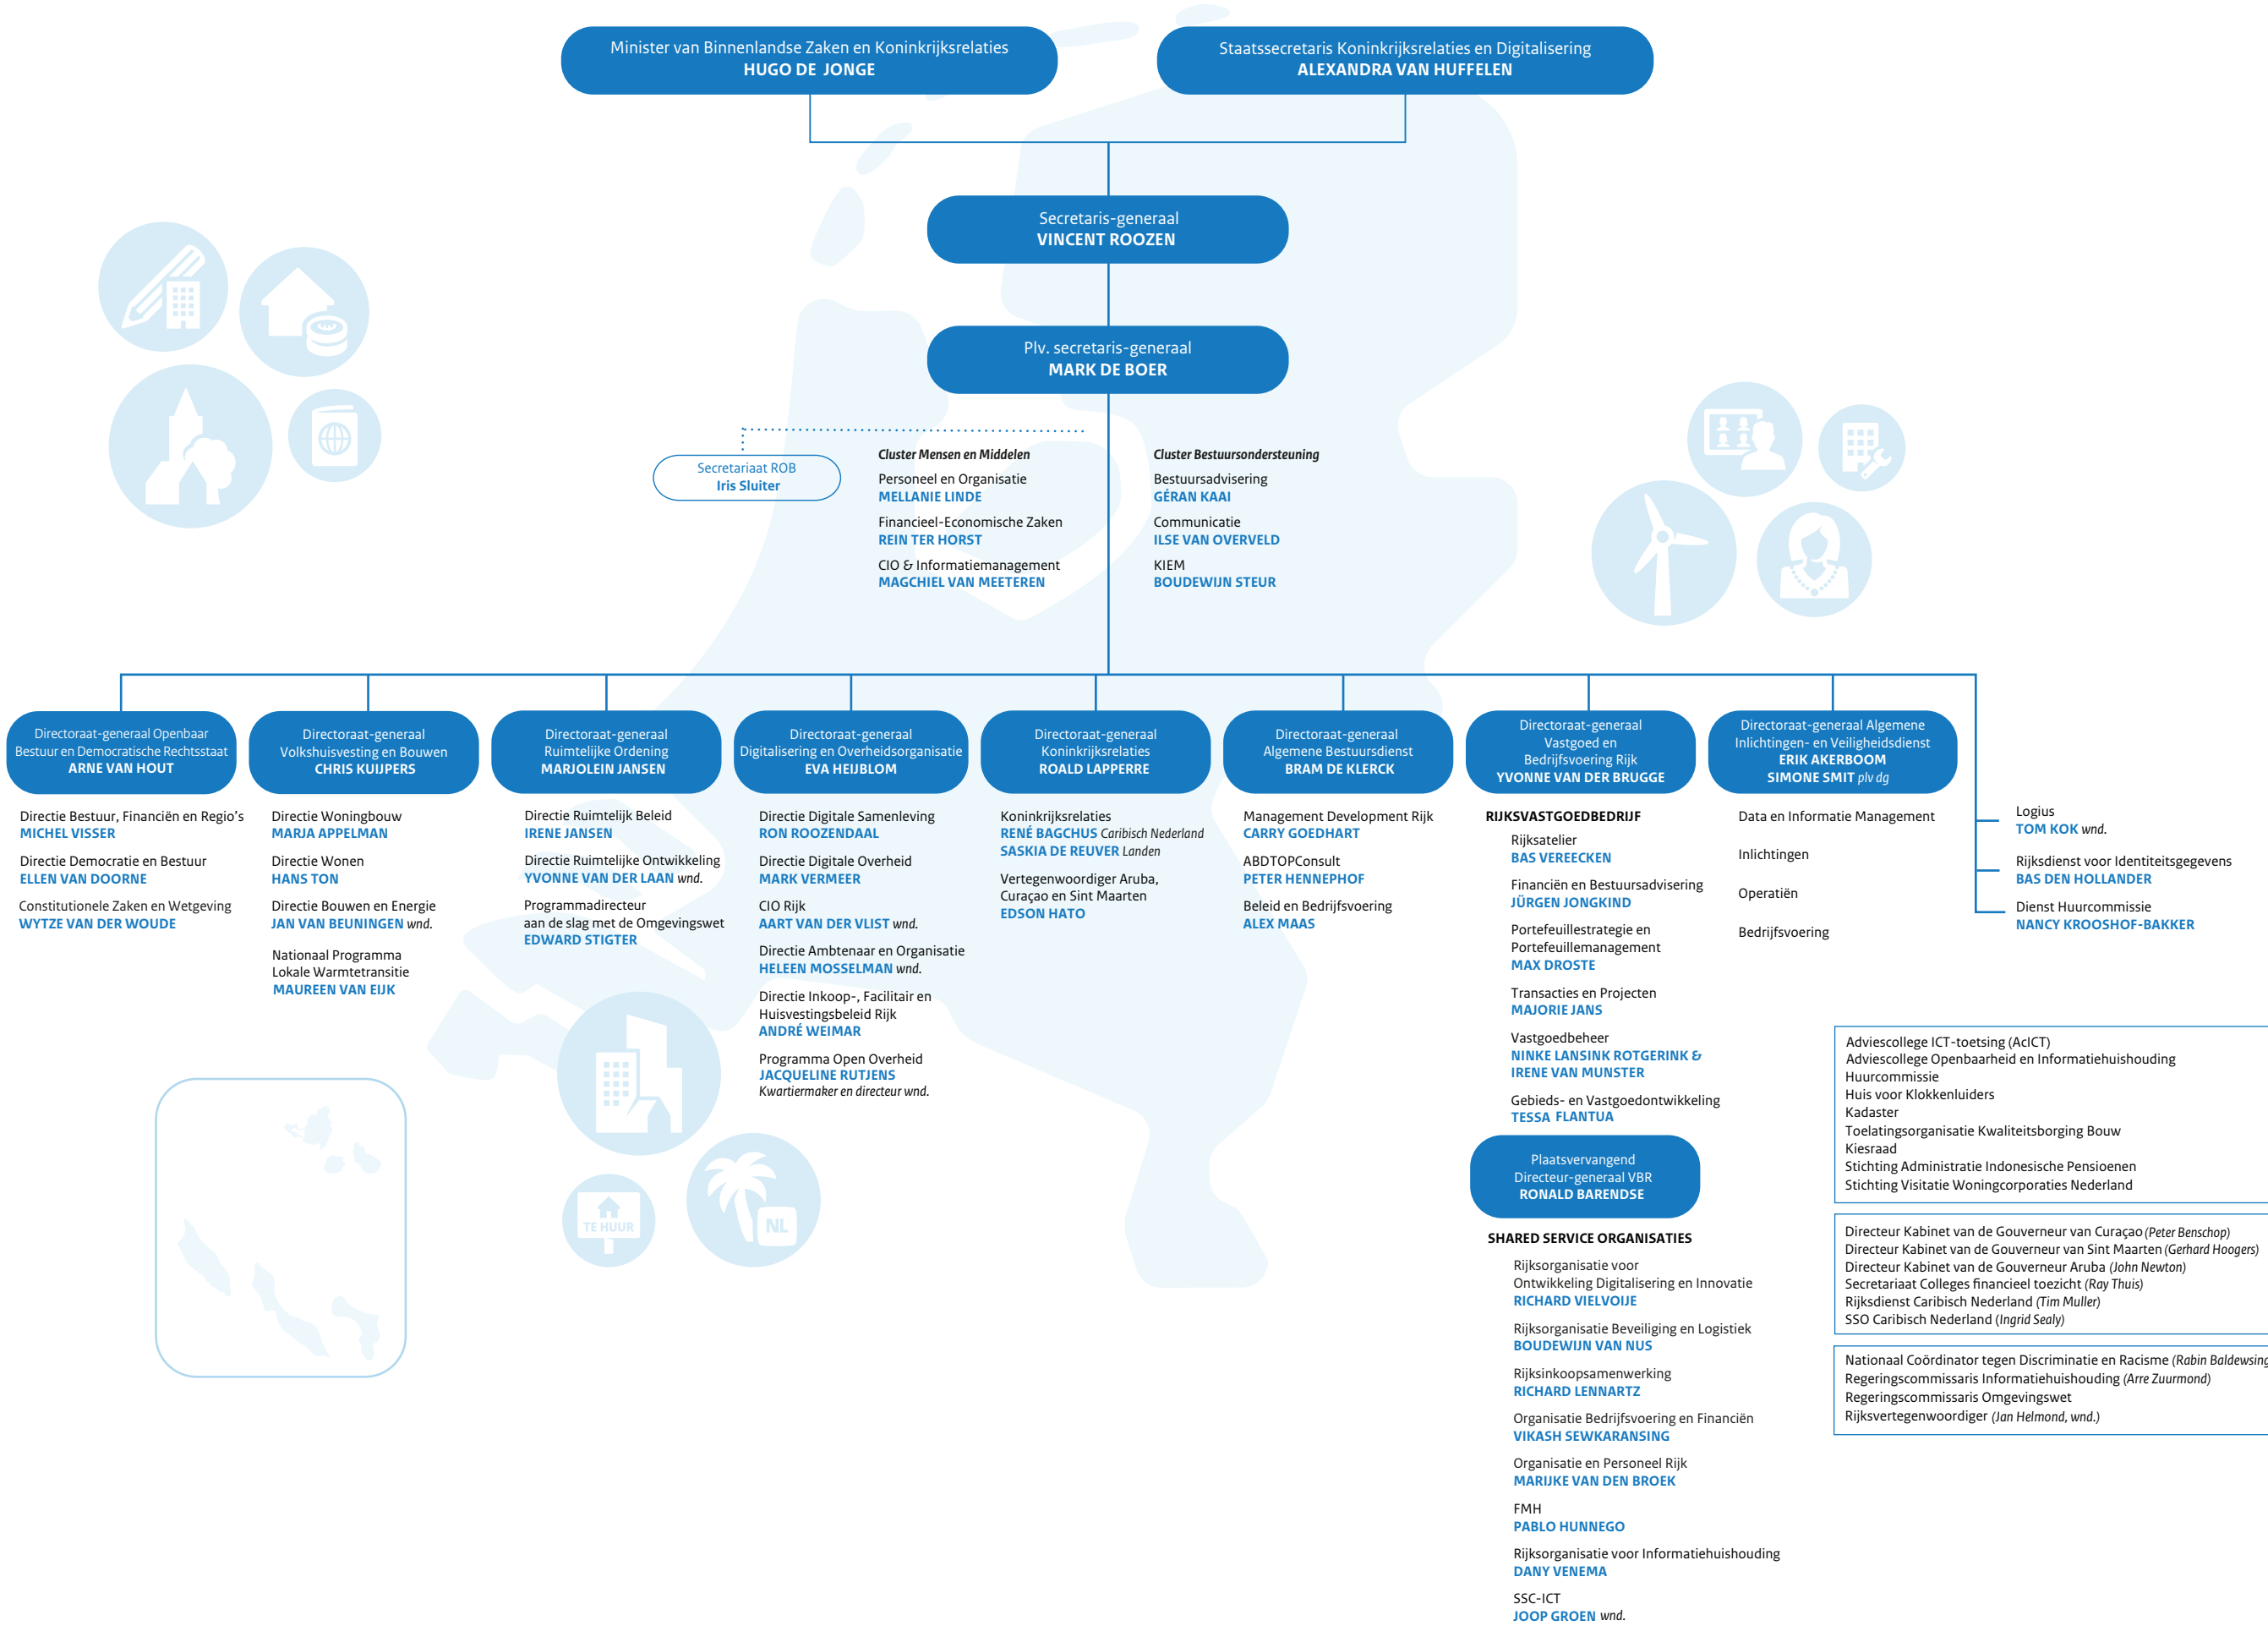 Minister van Binnenlandse Zaken en Koninkrijksrelaties
HUGO DE JONGE
Staatssecretaris Koninkrijksrelaties en Digitalisering
ALEXANDRA VAN HUFFELEN
Secretaris-generaal
VINCENT ROOZEN
Plv. secretaris-generaal
MARK DE BOER
Secretariaat ROB
Iris Sluiter
Cluster Mensen en Middelen
Personeel en Organisatie
MELLANIE LINDE
Financieel-Economische Zaken
REIN TER HORST
CIO & Informatiemanagement
MAGCHIEL VAN MEETEREN
Cluster Bestuursondersteuning
Bestuursadvisering
GÉRAN KAAI
Communicatie
ILSE VAN OVERVELD
KIEM
BOUDEWIJN STEUR
Directoraat-generaal Openbaar
Bestuur en Democratische Rechtsstaat
ARNE VAN HOUT
Directie Bestuur, Financiën en Regio's
MICHEL VISSER
Directie Democratie en Bestuur
ELLEN VAN DOORNE
Constitutionele Zaken en Wetgeving
WYTZE VAN DER WOUDE
Directoraat-generaal
Volkshuisvesting en Bouwen
CHRIS KUIJPERS
Directie Woningbouw
MARJA APPELMAN
Directie Wonen
HANS TON
Directie Bouwen en Energie
JAN VAN BEUNINGEN wnd.
Nationaal Programma
Lokale Warmtetransitie
MAUREEN VAN EIJK
Directoraat-generaal
Ruimtelijke Ordening
MARJOLEIN JANSEN
Directie Ruimtelijk Beleid
IRENE JANSEN
Directie Ruimtelijke Ontwikkeling
YVONNE VAN DER LAAN wnd.
Programmadirecteur
aan de slag met de Omgevingswet
EDWARD STIGTER
Directoraat-generaal
Digitalisering en Overheidsorganisatie
EVA HEIJBLOM
Directie Digitale Samenleving
RON ROOZENDAAL
Directie Digitale Overheid
MARK VERMEER
CIO Rijk
AART VAN DER VLIST wnd.
Directie Ambtenaar en Organisatie
HELEEN MOSSELMAN wnd.
Directie Inkoop-, Facilitair en
Huisvestingsbeleid Rijk
ANDRÉ WEIMAR
Programma Open Overheid
JACQUELINE RUTJENS
Kwartiermaker en directeur wnd.
Directoraat-generaal
Koninkrijksrelaties
ROALD LAPPERRE
Koninkrijksrelaties
RENÉ BAGCHUS Caribisch Nederland
SASKIA DE REUVER Landen
Vertegenwoordiger Aruba,
Curaçao en Sint Maarten
EDSON HATO
Directoraat-generaal
Algemene Bestuursdienst
BRAM DE KLERCK
Management Development Rijk
CARRY GOEDHART
ABDTOPConsult
PETER HENNEPHOF
Beleid en Bedrijfsvoering
ALEX MAAS
Directoraat-generaal
Vastgoed en
Bedrijfsvoering Rijk
YVONNE VAN DER BRUGGE
RIJKSVASTGOEDBEDRIJF
Rijksatelier
BAS VEREECKEN
Financiën en Bestuursadvisering
JÜRGEN JONGKIND
Portefeuillestrategie en
Portefeuillemanagement
MAX DROSTE
Transacties en Projecten
MAJORIE JANS
Vastgoedbeheer
NINKE LANSINK ROTGERINK &
IRENE VAN MUNSTER
Gebieds- en Vastgoedontwikkeling
TESSA FLANTUA
Plaatsvervangend
Directeur-generaal VBR
RONALD BARENDSE
SHARED SERVICE ORGANISATIES
Rijksorganisatie voor
Ontwikkeling Digitalisering en Innovatie
RICHARD VIELVOIJE
Rijksorganisatie Beveiliging en Logistiek
BOUDEWIJN VAN NUS
Rijksinkoopsamenwerking
RICHARD LENNARTZ
Organisatie Bedrijfsvoering en Financiën
VIKASH SEWKARANSING
Organisatie en Personeel Rijk
MARIJKE VAN DEN BROEK
FMH
PABLO HUNNEGO
Rijksorganisatie voor Informatiehuishouding
DANY VENEMA
SSC-ICT
JOOP GROEN wnd.
Directoraat-generaal Algemene
Inlichtingen- en Veiligheidsdienst
ERIK AKERBOOM
SIMONE SMIT plv dg
Data en Informatie Management
Inlichtingen
Operatiën
Bedrijfsvoering
Logius
TOM KOK wnd.
Rijksdienst voor Identiteitsgegevens
BAS DEN HOLLANDER
Dienst Huurcommissie
NANCY KROOSHOF-BAKKER
Adviescollege ICT-toetsing (AcICT)
Adviescollege Openbaarheid en Informatiehuishouding
Huurcommissie
Huis voor Klokkenluiders
Kadaster
Toelatingsorganisatie Kwaliteitsborging Bouw
Kiesraad
Stichting Administratie Indonesische Pensioenen
Stichting Visitatie Woningcorporaties Nederland
Directeur Kabinet van de Gouverneur van Curaçao (Peter Benschop)
Directeur Kabinet van de Gouverneur van Sint Maarten (Gerhard Hoogers)
Directeur Kabinet van de Gouverneur Aruba (John Newton)
Secretariaat Colleges financieel toezicht (Ray Thuis)
Rijksdienst Caribisch Nederland (Tim Muller)
SSO Caribisch Nederland (Ingrid Sealy)
Nationaal Coördinator tegen Discriminatie en Racisme (Rabin Baldewsing
Regeringscommissaris Informatiehuishouding (Arre Zuurmond)
Regeringscommissaris Omgevingswet
Rijksvertegenwoordiger (Jan Helmond, wnd.)
TE HUUR
NL